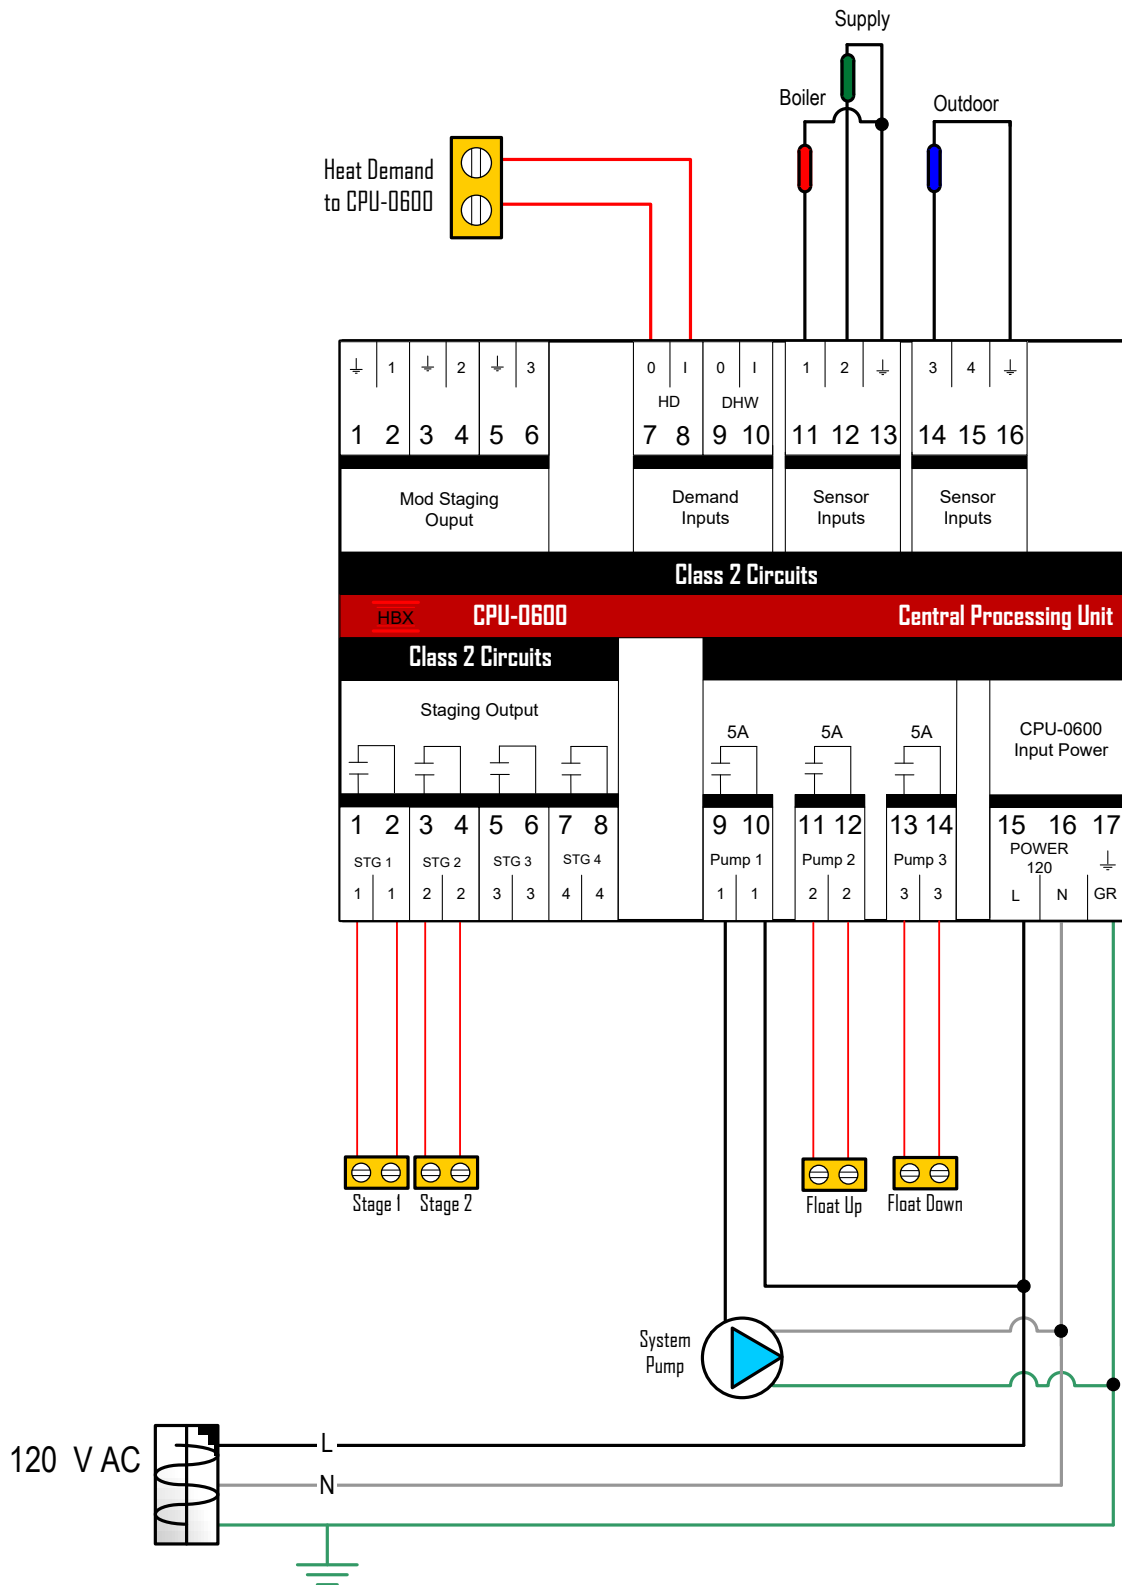 Supply
Boiler
Outdoor
Heat Demand
to CPU-0600
1 2 3
0 I 0 I
1 2
3 4
HD DHW
1 2 3 4 5 6
7 8 9 10
11 12 13
14 15 16
Mod Staging
Ouput
Demand
Inputs
Sensor
Inputs
Sensor
Inputs
Class 2 Circuits
HBX CPU-0600 Central Processing Unit
Class 2 Circuits
Staging Output
5A 5A 5A
CPU-0600
Input Power
1 2 3 4 5 6 7 8
9 10 11 12 13 14
15 16 17
STG 1 STG 2 STG 3 STG 4
Pump 1 Pump 2 Pump 3
POWER
120
1 1 2 2 3 3 4 4
1 1 2 2 3 3
L N GR
Stage 1 Stage 2
Float Up Float Down
System
Pump
120 V AC
L
N